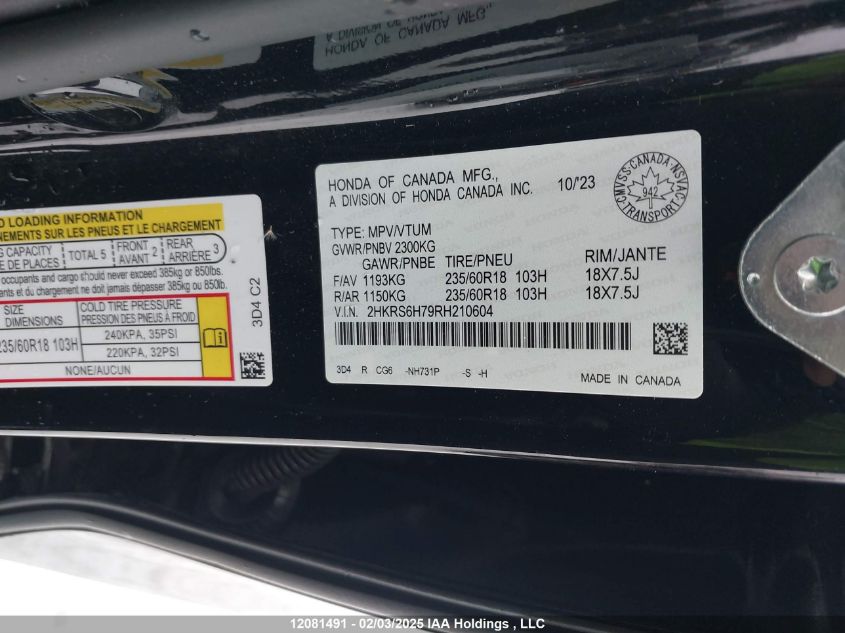 A DIVISION OF HONDA
HONDA OF CANADA MFG.,
LOADING INFORMATION
SUR LES PNEUS ET LE CHARGEMENT
CAPACITY TOTAL 5 FRONT AVANT 2 REAR ARRIÈRE 3
DE PLACES
occupants and cargo should never exceed 385kg or 850lbs.
et du chargement ne doit jamais dépasser 385kg ou 850lb.
SIZE DIMENSIONS COLD TIRE PRESSURE PRESSION DES PNEUS À FROID
235/60R18 103H 240KPA, 35PSI
220KPA, 32PSI
NONE/AUCUN
3D4 C2
HONDA OF CANADA MFG.,
A DIVISION OF HONDA CANADA INC. 10/'23
CMVSS-CANADA-NSVAC
942
TRANSPORT
TYPE: MPV/VTUM
GVWR/PNBV 2300KG
GAWR/PNBE TIRE/PNEU RIM/JANTE
F/AV 1193KG 235/60R18 103H 18X7.5J
R/AR 1150KG 235/60R18 103H 18X7.5J
V.I.N. 2HKRS6H79RH210604
3D4 R CG6 -NH731P -S -H
MADE IN CANADA
12081491 - 02/03/2025 IAA Holdings, LLC